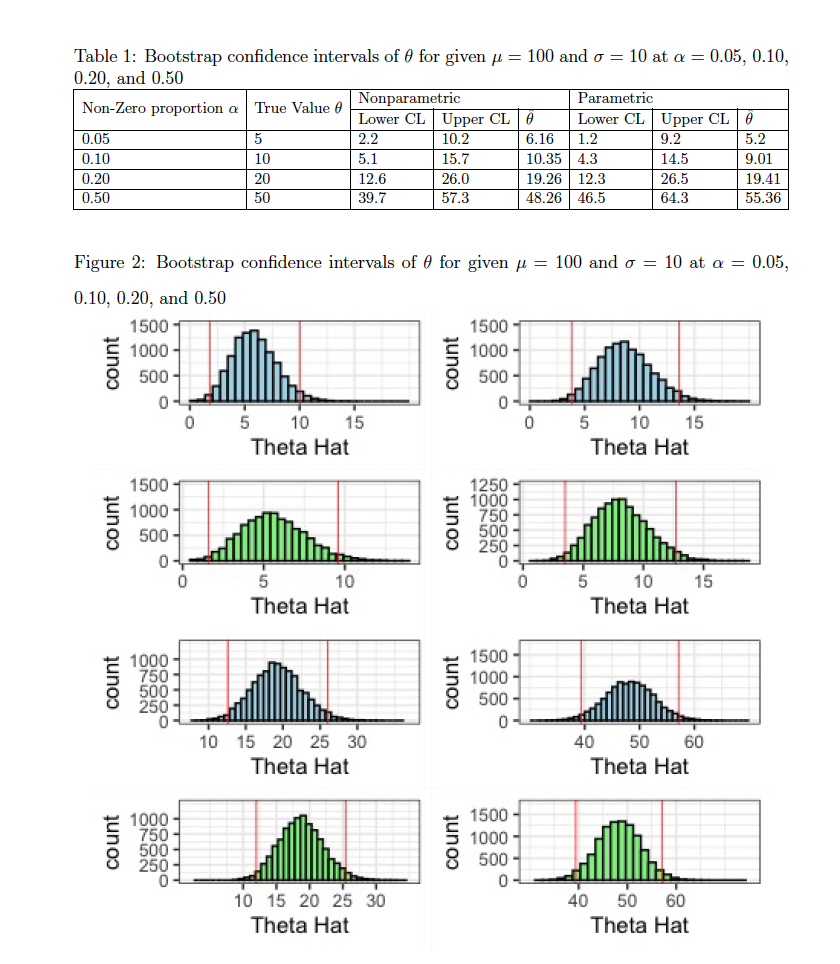 Table 1: Bootstrap confidence intervals of θ for given μ = 100 and σ = 10 at α = 0.05, 0.10,
0.20, and 0.50
Non-Zero proportion α True Value θ Nonparametric Parametric
Lower CL Upper CL θ̂ Lower CL Upper CL θ̂
0.05 5 2.2 10.2 6.16 1.2 9.2 5.2
0.10 10 5.1 15.7 10.35 4.3 14.5 9.01
0.20 20 12.6 26.0 19.26 12.3 26.5 19.41
0.50 50 39.7 57.3 48.26 46.5 64.3 55.36
Figure 2: Bootstrap confidence intervals of θ for given μ = 100 and σ = 10 at α = 0.05,
0.10, 0.20, and 0.50
count
1500
1000
500
0
0 5 10 15
Theta Hat
count
1500
1000
500
0
0 5 10 15
Theta Hat
count
1500
1000
500
0
0 5 10
Theta Hat
count
1250
1000
750
500
250
0
0 5 10 15
Theta Hat
count
1000
750
500
250
0
10 15 20 25 30
Theta Hat
count
1500
1000
500
0
40 50 60
Theta Hat
count
1000
750
500
250
0
10 15 20 25 30
Theta Hat
count
1500
1000
500
0
40 50 60
Theta Hat